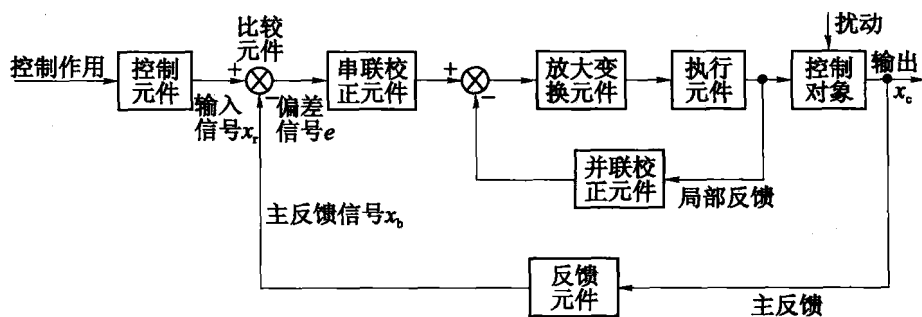 比较
元件
扰动
控制作用
控制
元件
+
-
串联校
正元件
+
-
放大变
换元件
执行
元件
控制
对象
输出
x_c
输入
信号x_r
偏差
信号e
并联校
正元件
局部反馈
主反馈信号x_b
反馈
元件
主反馈